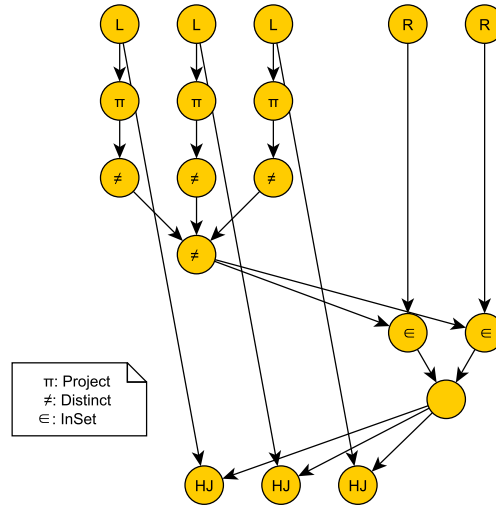 L L L R R
π π π
≠ ≠ ≠
≠
∈ ∈
π: Project
≠: Distinct
∈: InSet
HJ HJ HJ